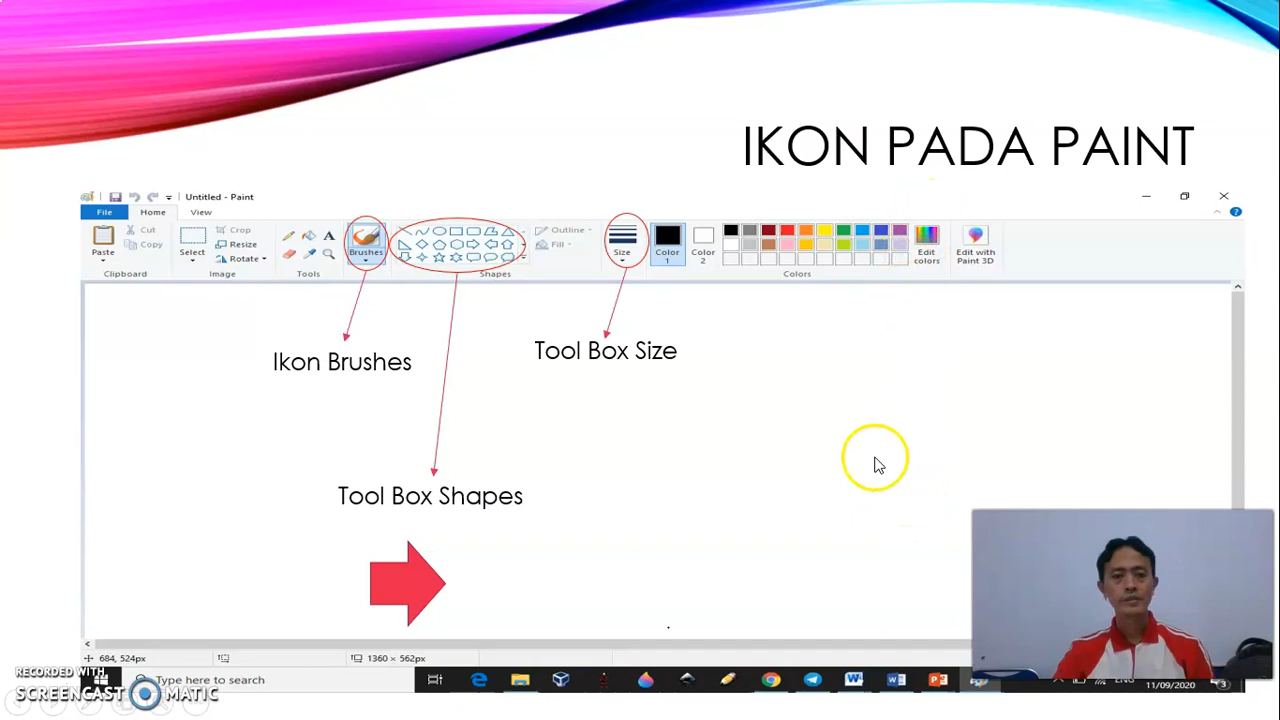 IKON PADA PAINT
Untitled - Paint
File Home View
Paste
Cut
Copy
Clipboard
Select
Crop
Resize
Rotate
Image
A
Tools
Brushes
Shapes
Outline
Fill
Size
Color
1
Color
2
Colors
Edit
colors
Edit with
Paint 3D
Ikon Brushes
Tool Box Size
Tool Box Shapes
684, 524px
1360 × 562px
RECORDED WITH
SCREENCAST MATIC
Type here to search
ENG
11/09/2020
3